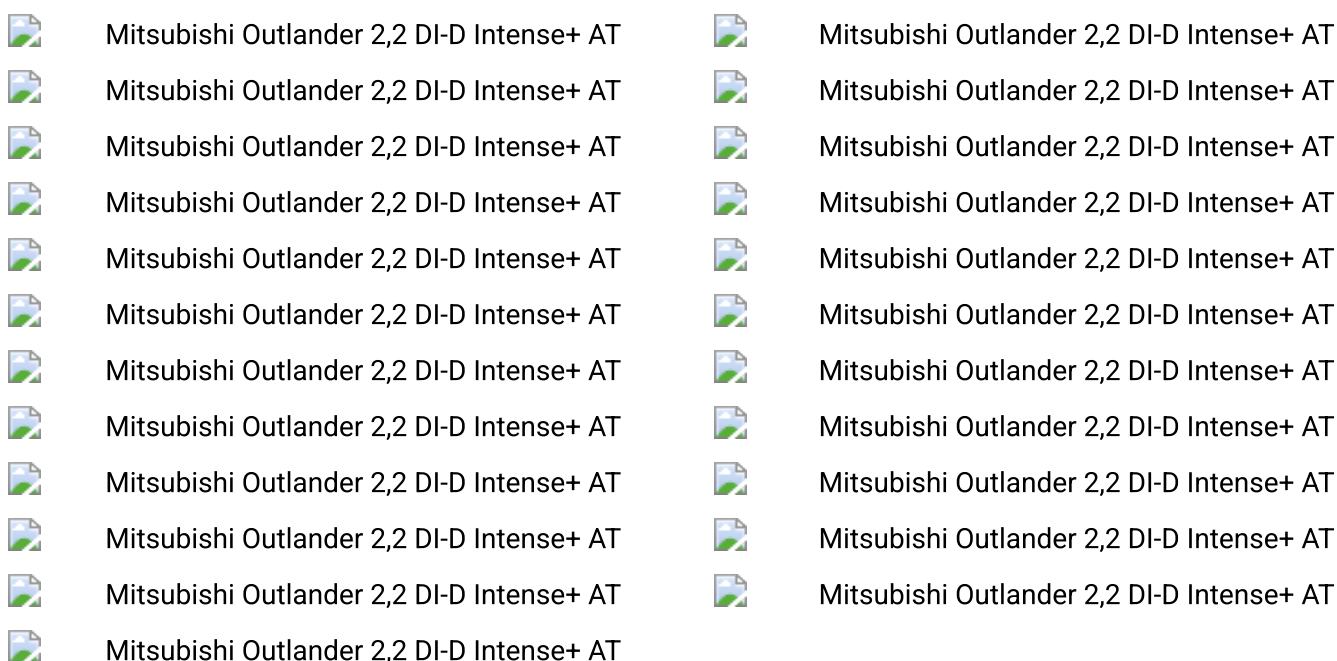 Mitsubishi Outlander 2,2 DI-D Intense+ AT Mitsubishi Outlander 2,2 DI-D Intense+ AT
Mitsubishi Outlander 2,2 DI-D Intense+ AT Mitsubishi Outlander 2,2 DI-D Intense+ AT
Mitsubishi Outlander 2,2 DI-D Intense+ AT Mitsubishi Outlander 2,2 DI-D Intense+ AT
Mitsubishi Outlander 2,2 DI-D Intense+ AT Mitsubishi Outlander 2,2 DI-D Intense+ AT
Mitsubishi Outlander 2,2 DI-D Intense+ AT Mitsubishi Outlander 2,2 DI-D Intense+ AT
Mitsubishi Outlander 2,2 DI-D Intense+ AT Mitsubishi Outlander 2,2 DI-D Intense+ AT
Mitsubishi Outlander 2,2 DI-D Intense+ AT Mitsubishi Outlander 2,2 DI-D Intense+ AT
Mitsubishi Outlander 2,2 DI-D Intense+ AT Mitsubishi Outlander 2,2 DI-D Intense+ AT
Mitsubishi Outlander 2,2 DI-D Intense+ AT Mitsubishi Outlander 2,2 DI-D Intense+ AT
Mitsubishi Outlander 2,2 DI-D Intense+ AT Mitsubishi Outlander 2,2 DI-D Intense+ AT
Mitsubishi Outlander 2,2 DI-D Intense+ AT Mitsubishi Outlander 2,2 DI-D Intense+ AT
Mitsubishi Outlander 2,2 DI-D Intense+ AT